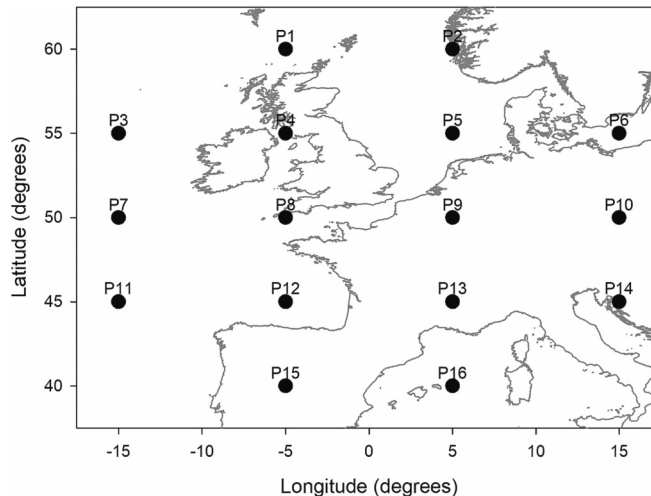 P1 P2
60
P3 P4 P5 P6
55
P7 P8 P9 P10
50
P11 P12 P13 P14
45
P15 P16
40
Latitude (degrees)
-15 -10 -5 0 5 10 15
Longitude (degrees)